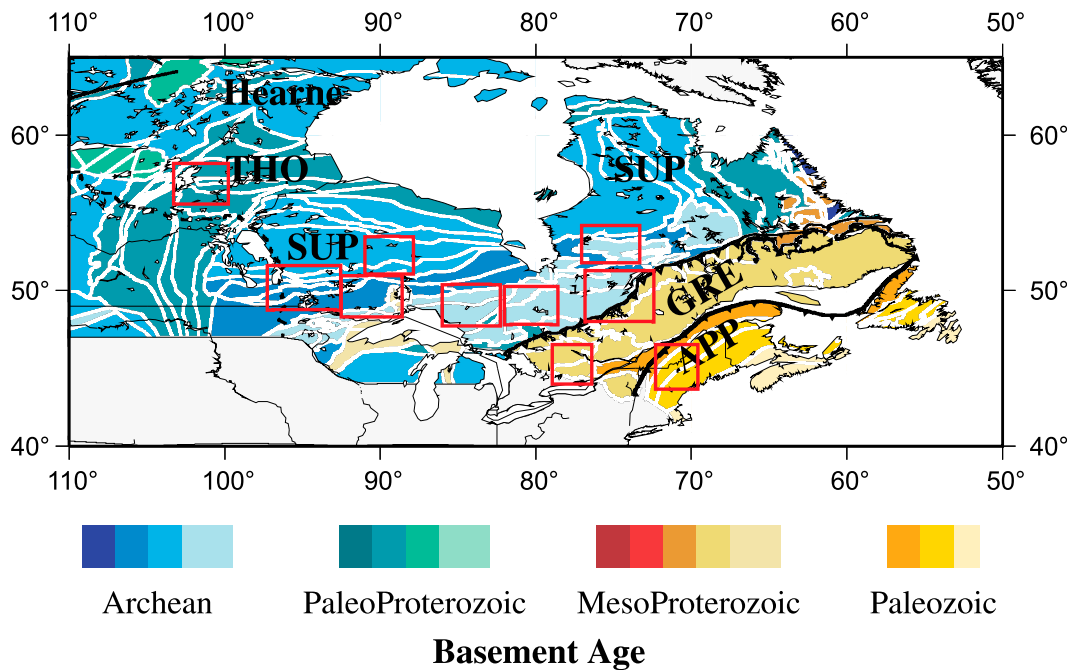 110° 100° 90° 80° 70° 60° 50°
Hearne
60° 60°
THO SUP
SUP
50° GRE 50°
APP
40° 40°
110° 100° 90° 80° 70° 60° 50°
Archean PaleoProterozoic MesoProterozoic Paleozoic
Basement Age